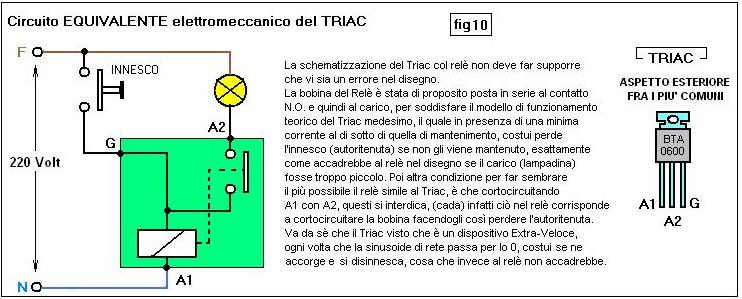 Circuito EQUIVALENTE elettromeccanico del TRIAC
fig10
F
INNESCO
A2
G
220 Volt
N
A1
La schematizzazione del Triac col relè non deve far supporre
che vi sia un errore nel disegno.
La bobina del Relè è stata di proposito posta in serie al contatto
N.O. e quindi al carico, per soddisfare il modello di funzionamento
teorico del Triac medesimo, il quale in presenza di una minima
corrente al di sotto di quella di mantenimento, costui perde
l'innesco (autoritenuta) se non gli viene mantenuto, esattamente
come accadrebbe al relè nel disegno se il carico (lampadina)
fosse troppo piccolo. Poi altra condizione per far sembrare
il più possibile il relè simile al Triac, è che cortocircuitando
A1 con A2, questi si interdica, (cada) infatti ciò nel relè corrisponde
a cortocircuitare la bobina facendogli così perdere l'autoritenuta.
Va da sè che il Triac visto che è un dispositivo Extra-Veloce,
ogni volta che la sinusoide di rete passa per lo 0, costui se ne
accorge e si disinnesca, cosa che invece al relè non accadrebbe.
TRIAC
ASPETTO ESTERIORE
FRA I PIU' COMUNI
BTA
0600
A1
G
A2